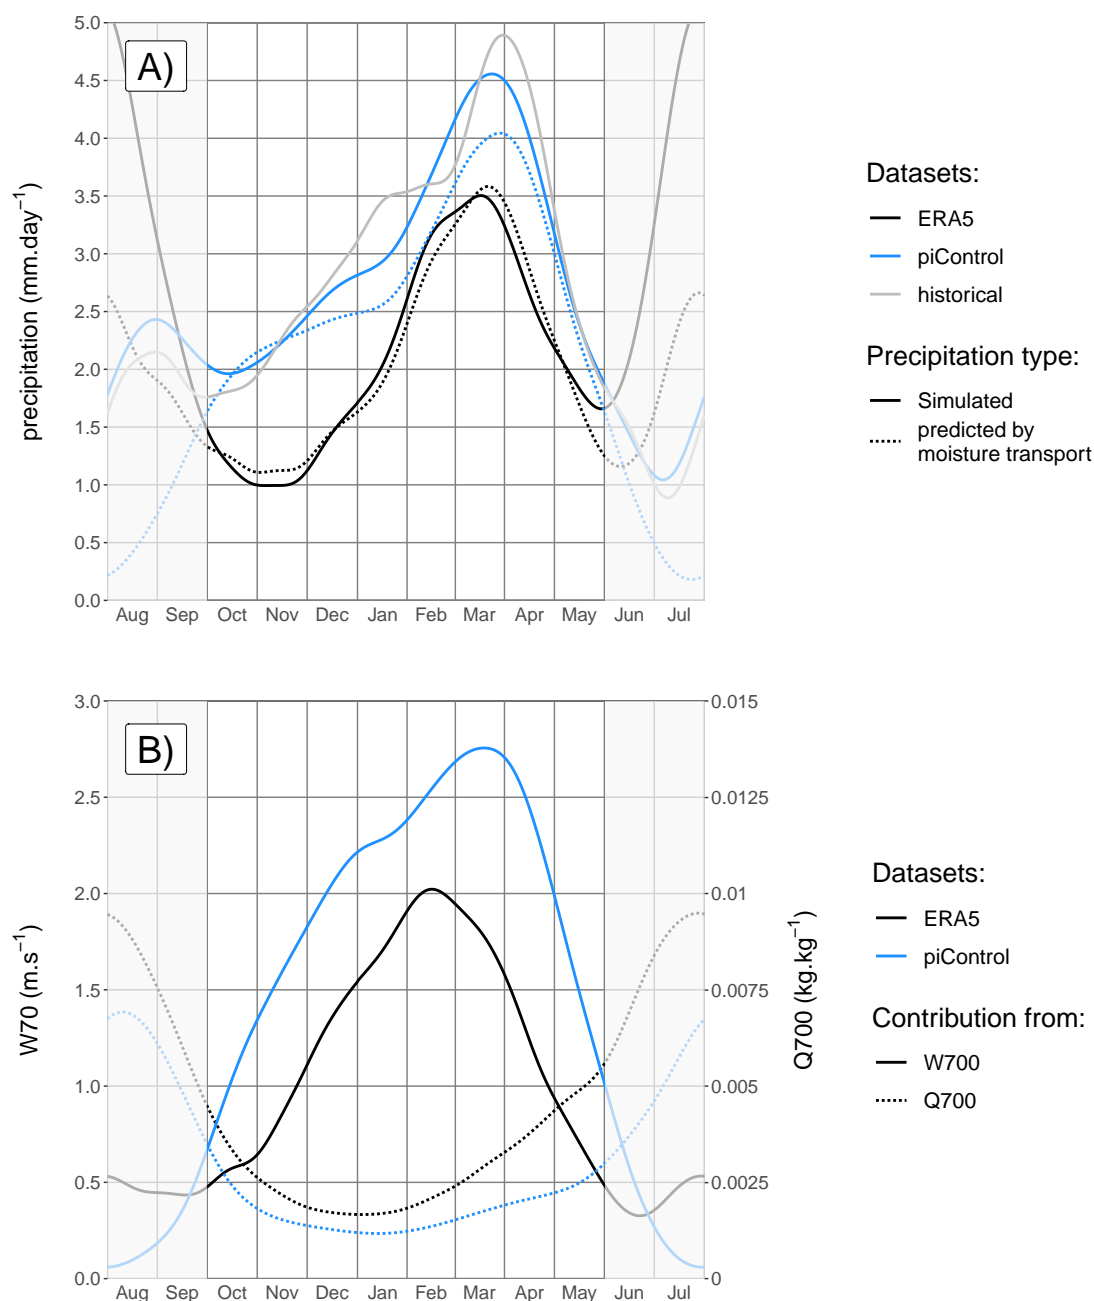 A)
precipitation (mm.day⁻¹)
5.0
4.5
4.0
3.5
3.0
2.5
2.0
1.5
1.0
0.5
0.0
Aug Sep Oct Nov Dec Jan Feb Mar Apr May Jun Jul
Datasets:
ERA5
piControl
historical
Precipitation type:
Simulated
predicted by
moisture transport
B)
W70 (m.s⁻¹)
3.0
2.5
2.0
1.5
1.0
0.5
0.0
0.015
0.0125
0.01
0.0075
0.005
0.0025
0
Q700 (kg.kg⁻¹)
Aug Sep Oct Nov Dec Jan Feb Mar Apr May Jun Jul
Datasets:
ERA5
piControl
Contribution from:
W700
Q700